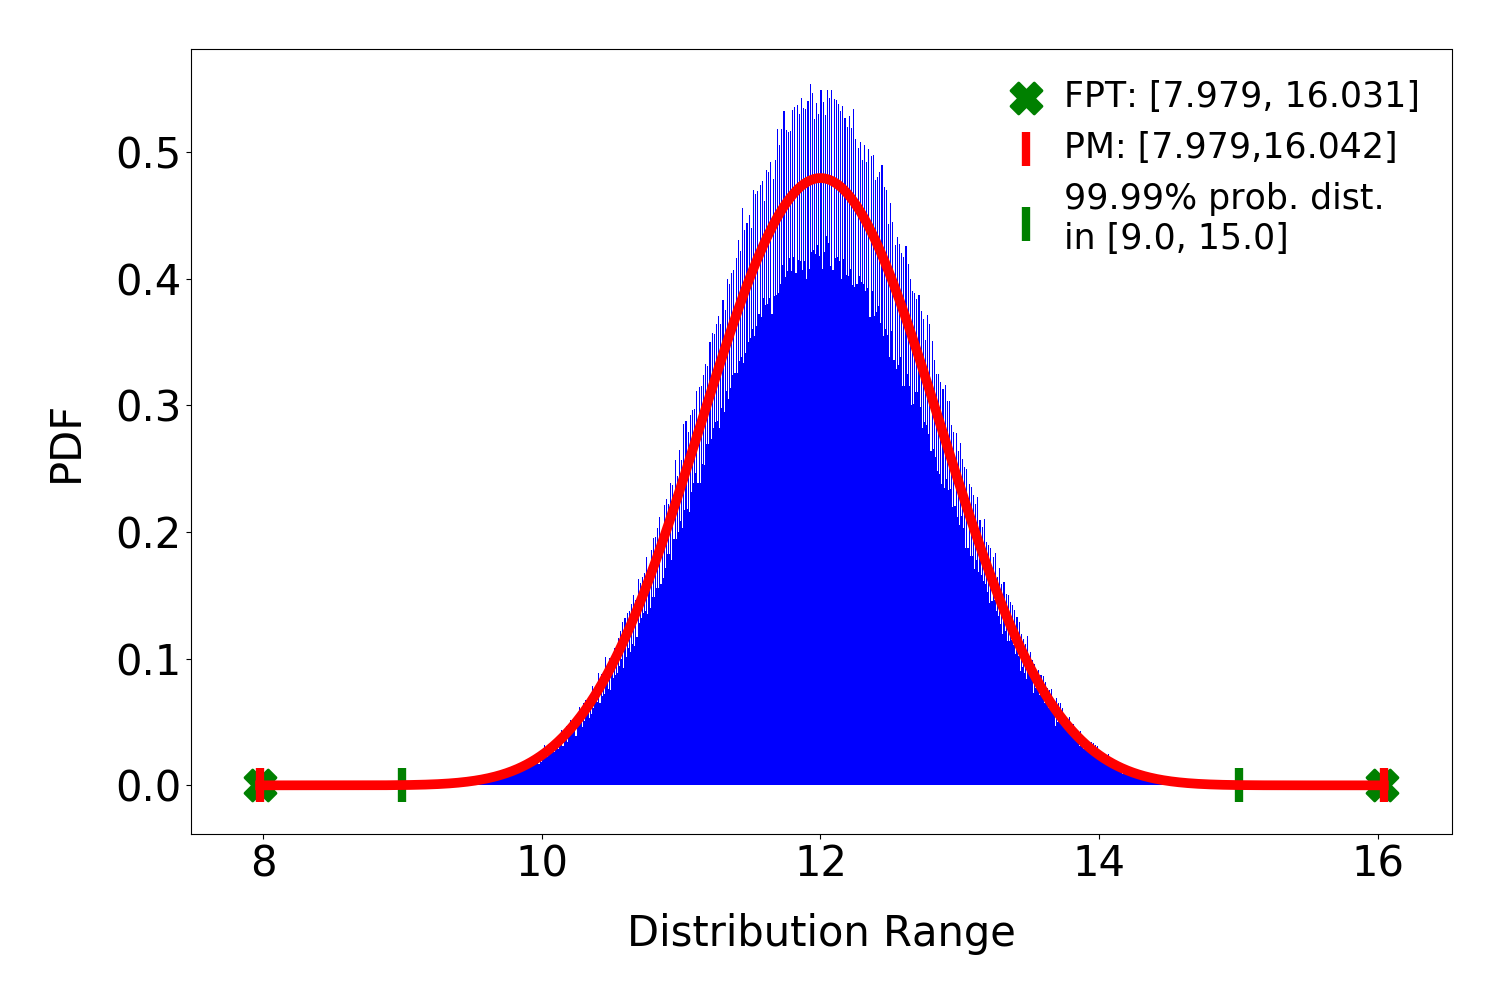 FPT: [7.979, 16.031]
PM: [7.979,16.042]
99.99% prob. dist.
in [9.0, 15.0]
0.5
0.4
0.3
0.2
0.1
0.0
PDF
8 10 12 14 16
Distribution Range